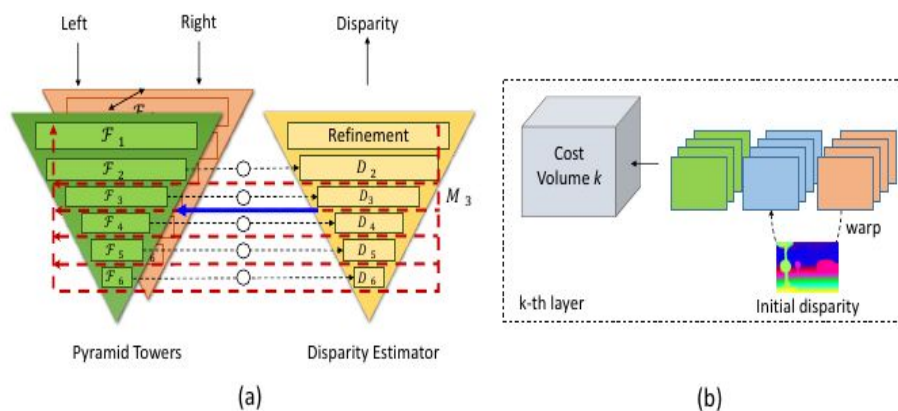 Left
Right
Disparity
ℱ 1
ℱ 2
ℱ 3
ℱ 4
ℱ 5
ℱ 6
6
Refinement
D 2
D 3
D 4
D 5
D 6
M 3
Pyramid Towers
Disparity Estimator
(a)
Cost
Volume k
warp
k-th layer
Initial disparity
(b)